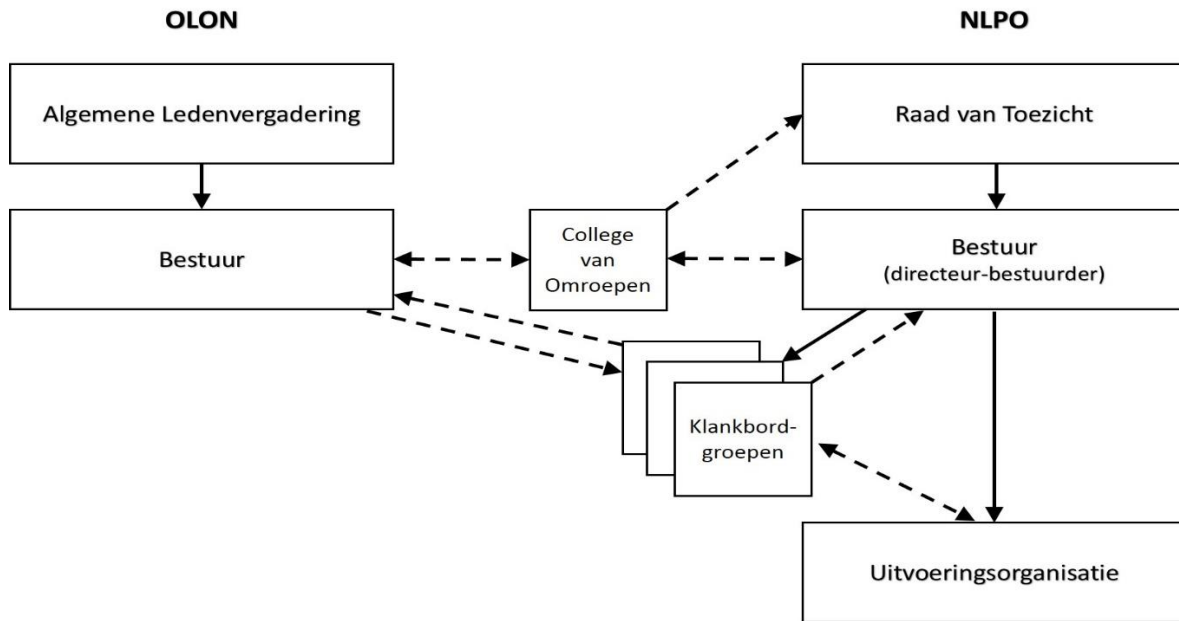 OLON
NLPO
Algemene Ledenvergadering
Raad van Toezicht
Bestuur
College
van
Omroepen
Bestuur
(directeur-bestuurder)
Klankbord-
groepen
Uitvoeringsorganisatie